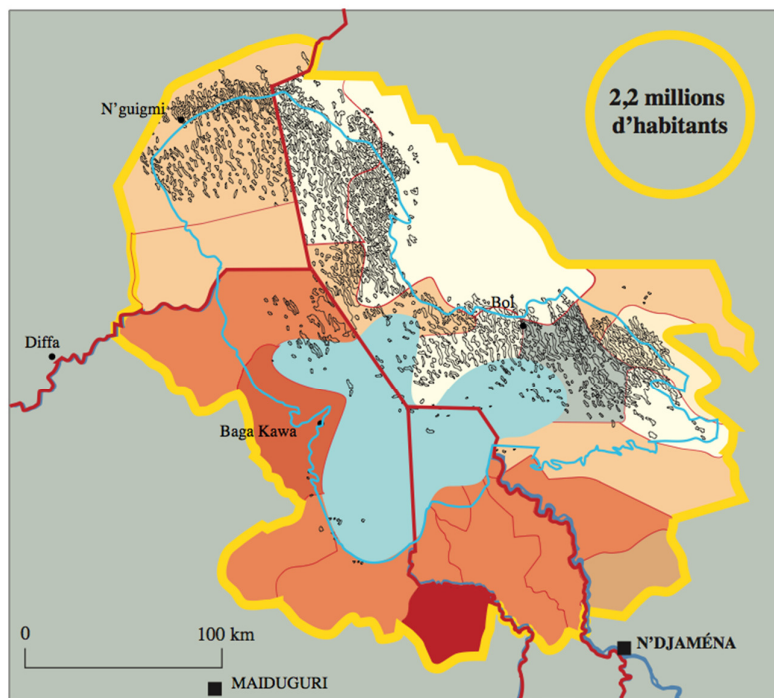 N'guigmi
2,2 millions
d'habitants
Bol
Diffa
Baga Kawa
0 100 km
N'DJAMÉNA
MAIDUGURI